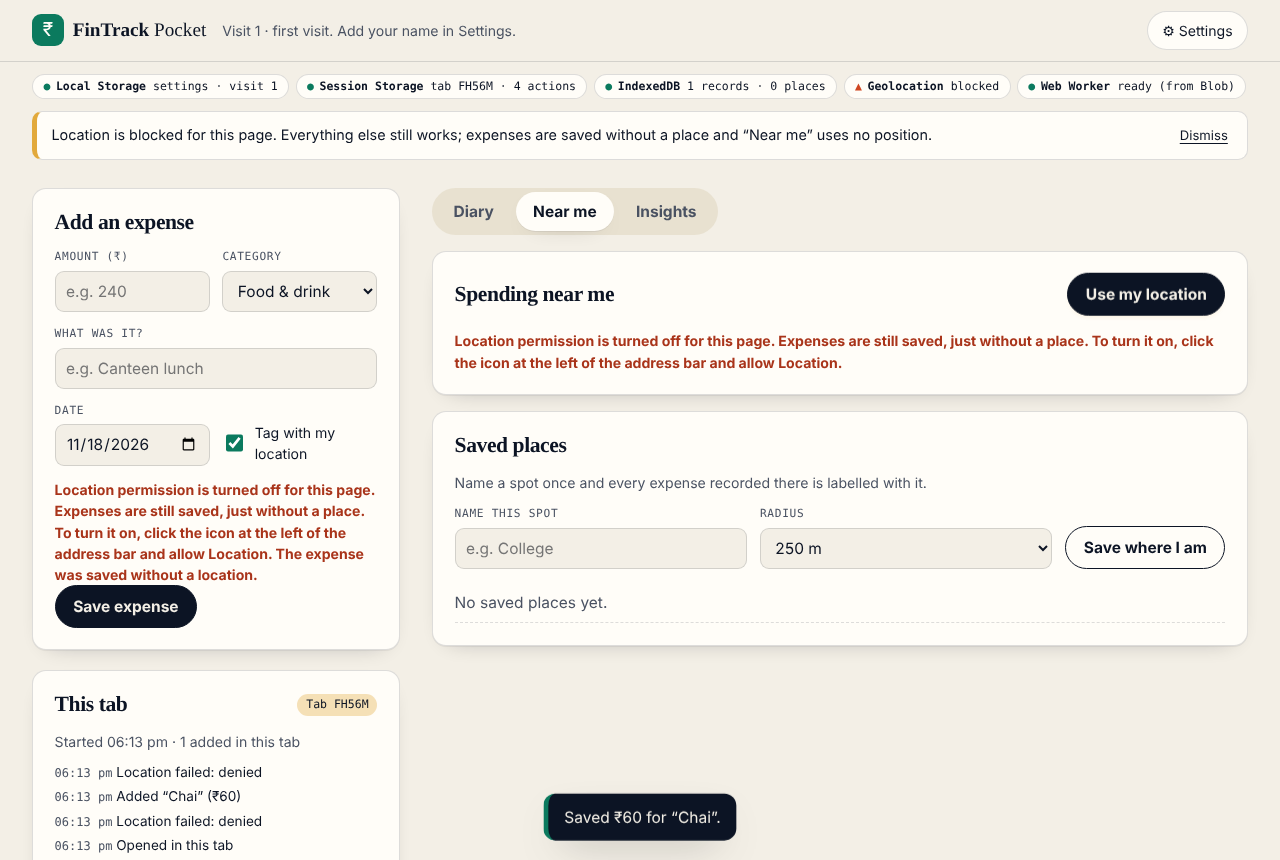 ₹ FinTrack Pocket Visit 1 · first visit. Add your name in Settings. ⚙ Settings
● Local Storage settings · visit 1 ● Session Storage tab FH56M · 4 actions ● IndexedDB 1 records · 0 places ▲ Geolocation blocked ● Web Worker ready (from Blob)
Location is blocked for this page. Everything else still works; expenses are saved without a place and “Near me” uses no position. Dismiss
Add an expense
AMOUNT (₹) CATEGORY
e.g. 240 Food & drink
WHAT WAS IT?
e.g. Canteen lunch
DATE
11/18/2026 Tag with my
location
Location permission is turned off for this page.
Expenses are still saved, just without a place.
To turn it on, click the icon at the left of the
address bar and allow Location. The expense
was saved without a location.
Save expense
This tab Tab FH56M
Started 06:13 pm · 1 added in this tab
06:13 pm Location failed: denied
06:13 pm Added “Chai” (₹60)
06:13 pm Location failed: denied
06:13 pm Opened in this tab
Diary Near me Insights
Spending near me Use my location
Location permission is turned off for this page. Expenses are still saved, just without a place. To turn it on, click
the icon at the left of the address bar and allow Location.
Saved places
Name a spot once and every expense recorded there is labelled with it.
NAME THIS SPOT RADIUS
e.g. College 250 m Save where I am
No saved places yet.
Saved ₹60 for “Chai”.